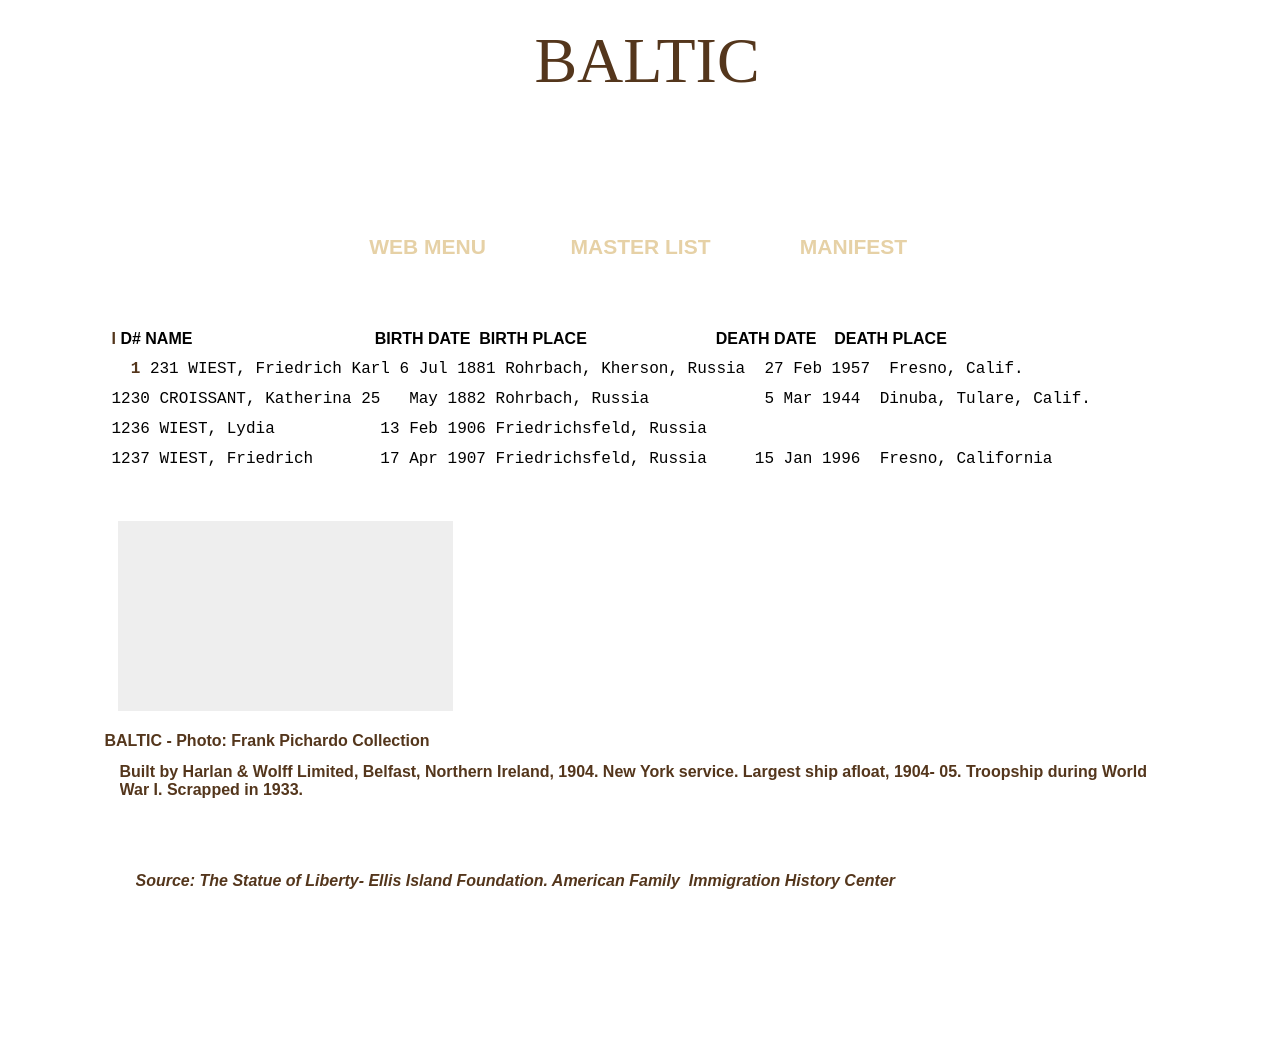 BALTIC
WEB MENU MASTER LIST MANIFEST
I D# NAME BIRTH DATE BIRTH PLACE DEATH DATE DEATH PLACE
1 231 WIEST, Friedrich Karl 6 Jul 1881 Rohrbach, Kherson, Russia 27 Feb 1957 Fresno, Calif.
1230 CROISSANT, Katherina 25 May 1882 Rohrbach, Russia 5 Mar 1944 Dinuba, Tulare, Calif.
1236 WIEST, Lydia 13 Feb 1906 Friedrichsfeld, Russia
1237 WIEST, Friedrich 17 Apr 1907 Friedrichsfeld, Russia 15 Jan 1996 Fresno, California
BALTIC - Photo: Frank Pichardo Collection
Built by Harlan & Wolff Limited, Belfast, Northern Ireland, 1904. New York service. Largest ship afloat, 1904- 05. Troopship during World
War I. Scrapped in 1933.
Source: The Statue of Liberty- Ellis Island Foundation. American Family Immigration History Center